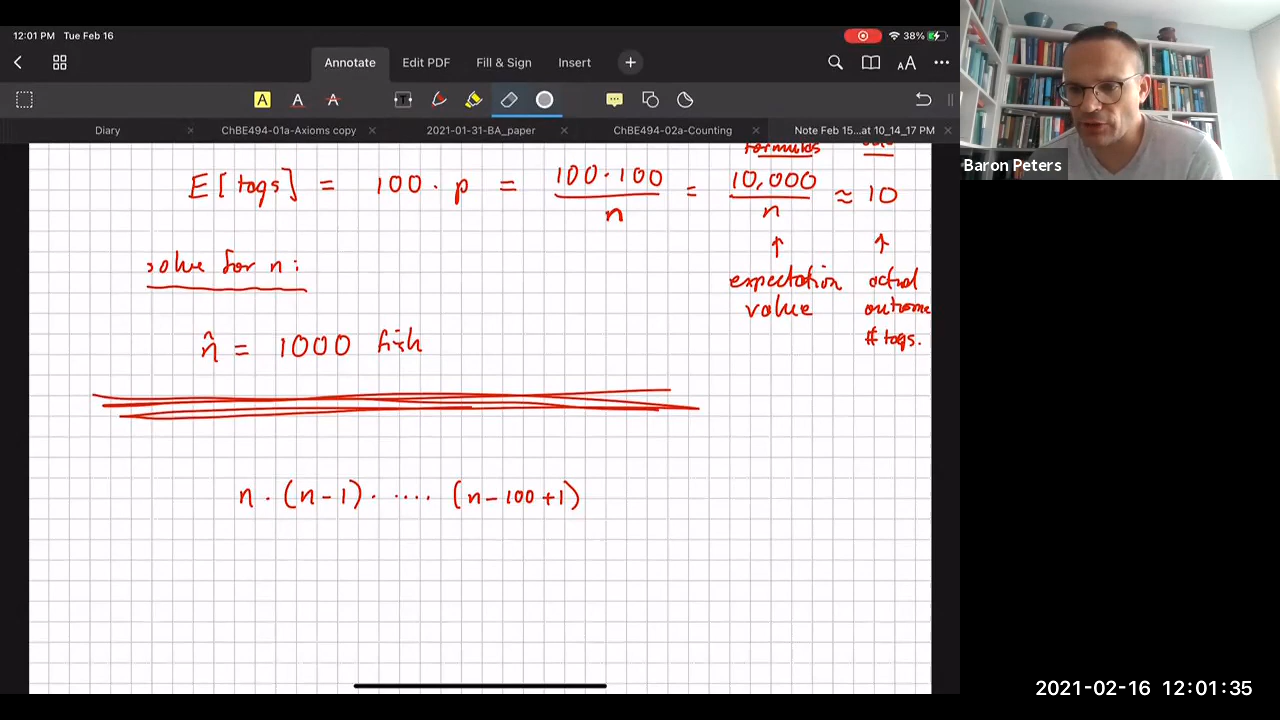 12:01 PM Tue Feb 16
38%
Annotate Edit PDF Fill & Sign Insert
AA
A A A T
Diary ChBE494-01a-Axioms copy 2021-01-31-BA_paper ChBE494-02a-Counting Note Feb 15...at 10_14_17 PM
Baron Peters
formulas
E[tags] = 100 · p = 100 · 100 / n = 10,000 / n ≈ 10
solve for n:
↑ ↑
expectation value
actual outcome # tags.
n̂ = 1000 fish
n · (n-1) · .... (n-100+1)
2021-02-16 12:01:35